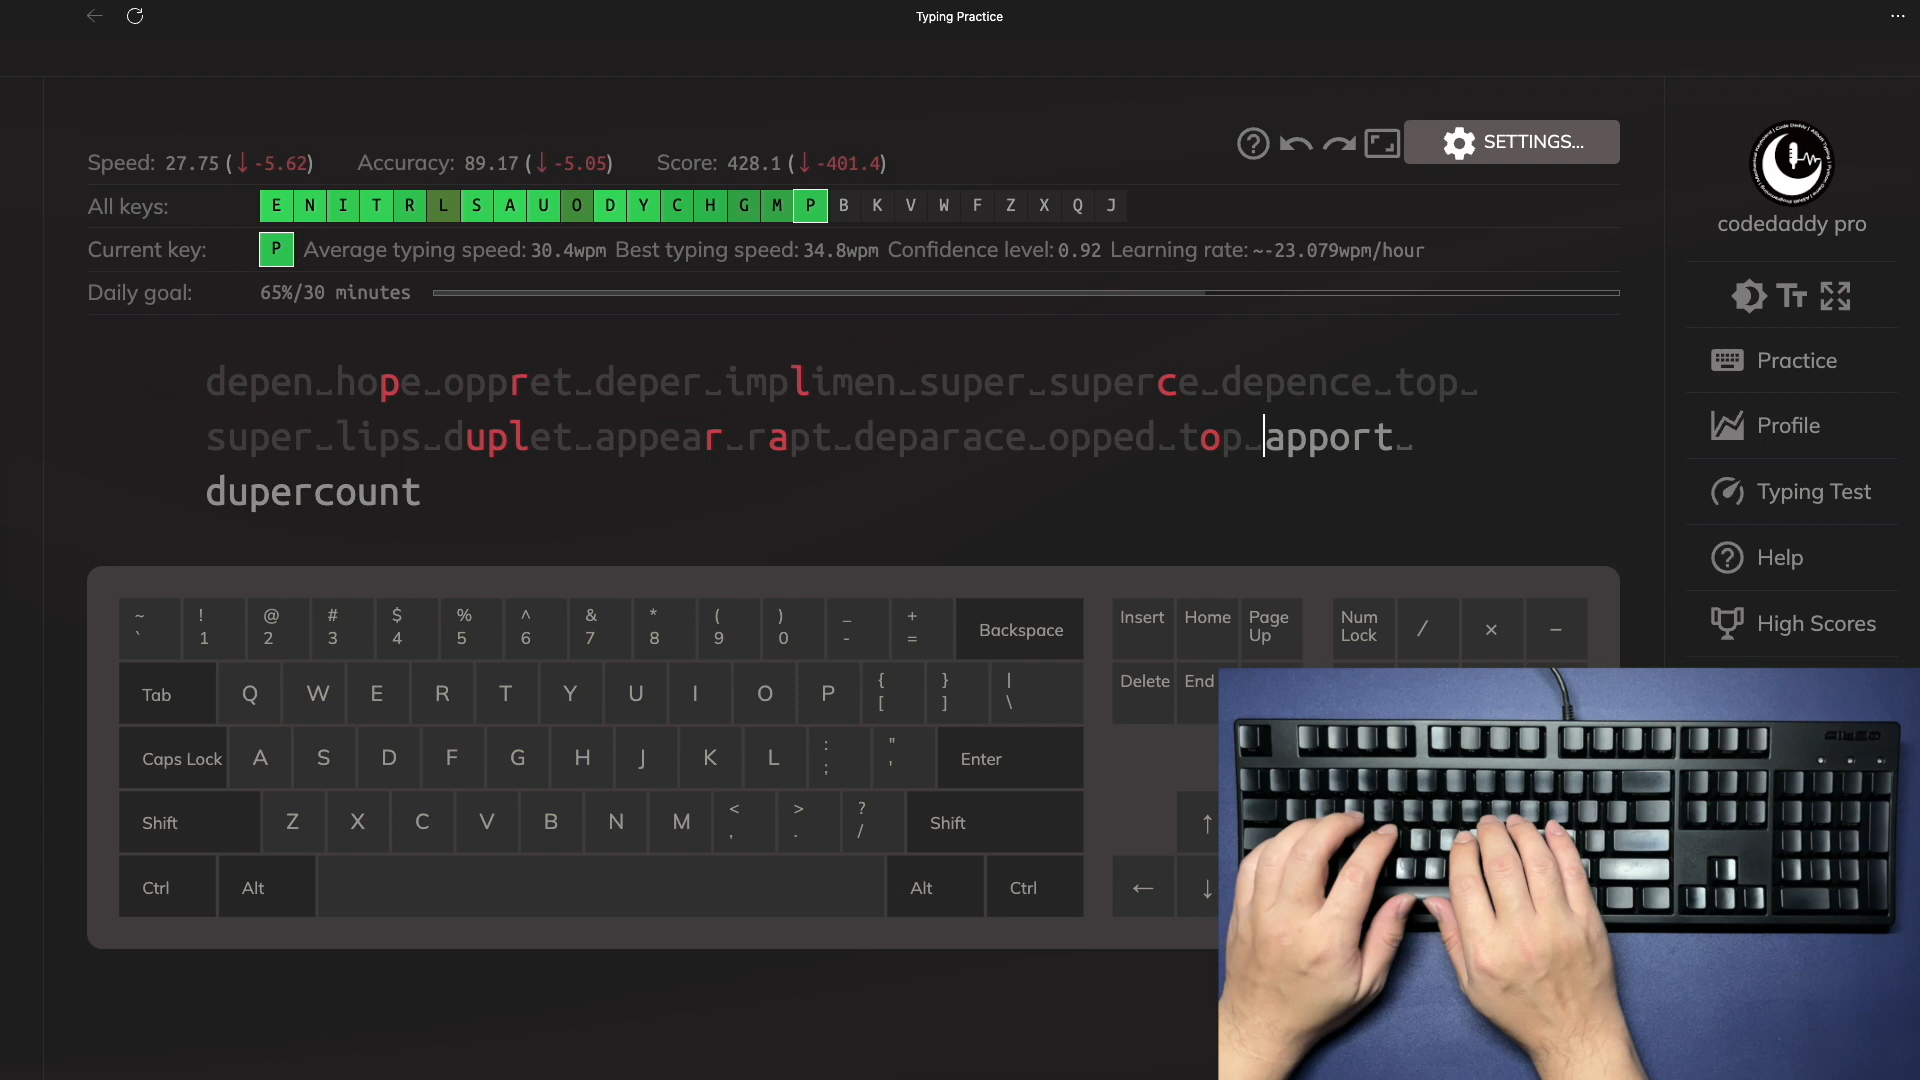 Typing Practice
SETTINGS...
Speed: 27.75 (↓-5.62) Accuracy: 89.17 (↓-5.05) Score: 428.1 (↓-401.4)
All keys: E N I T R L S A U O D Y C H G M P B K V W F Z X Q J
Current key: P Average typing speed: 30.4wpm Best typing speed: 34.8wpm Confidence level: 0.92 Learning rate: ~-23.079wpm/hour
Daily goal: 65%/30 minutes
depen␣hope␣oppret␣deper␣implimen␣super␣superce␣depence␣top␣
super␣lips␣duplet␣appear␣rapt␣deparace␣opped␣top␣apport␣
dupercount
~ ! @ # $ % ^ & * ( ) _ +
` 1 2 3 4 5 6 7 8 9 0 - = Backspace
Insert Home Page Up Num Lock / × −
Tab Q W E R T Y U I O P { [ } ] | \
Delete End
Caps Lock A S D F G H J K L : ; " ' Enter
Shift Z X C V B N M < , > . ? / Shift
↑
Ctrl Alt Alt Ctrl
← ↓
codedaddy pro
Practice
Profile
Typing Test
Help
High Scores